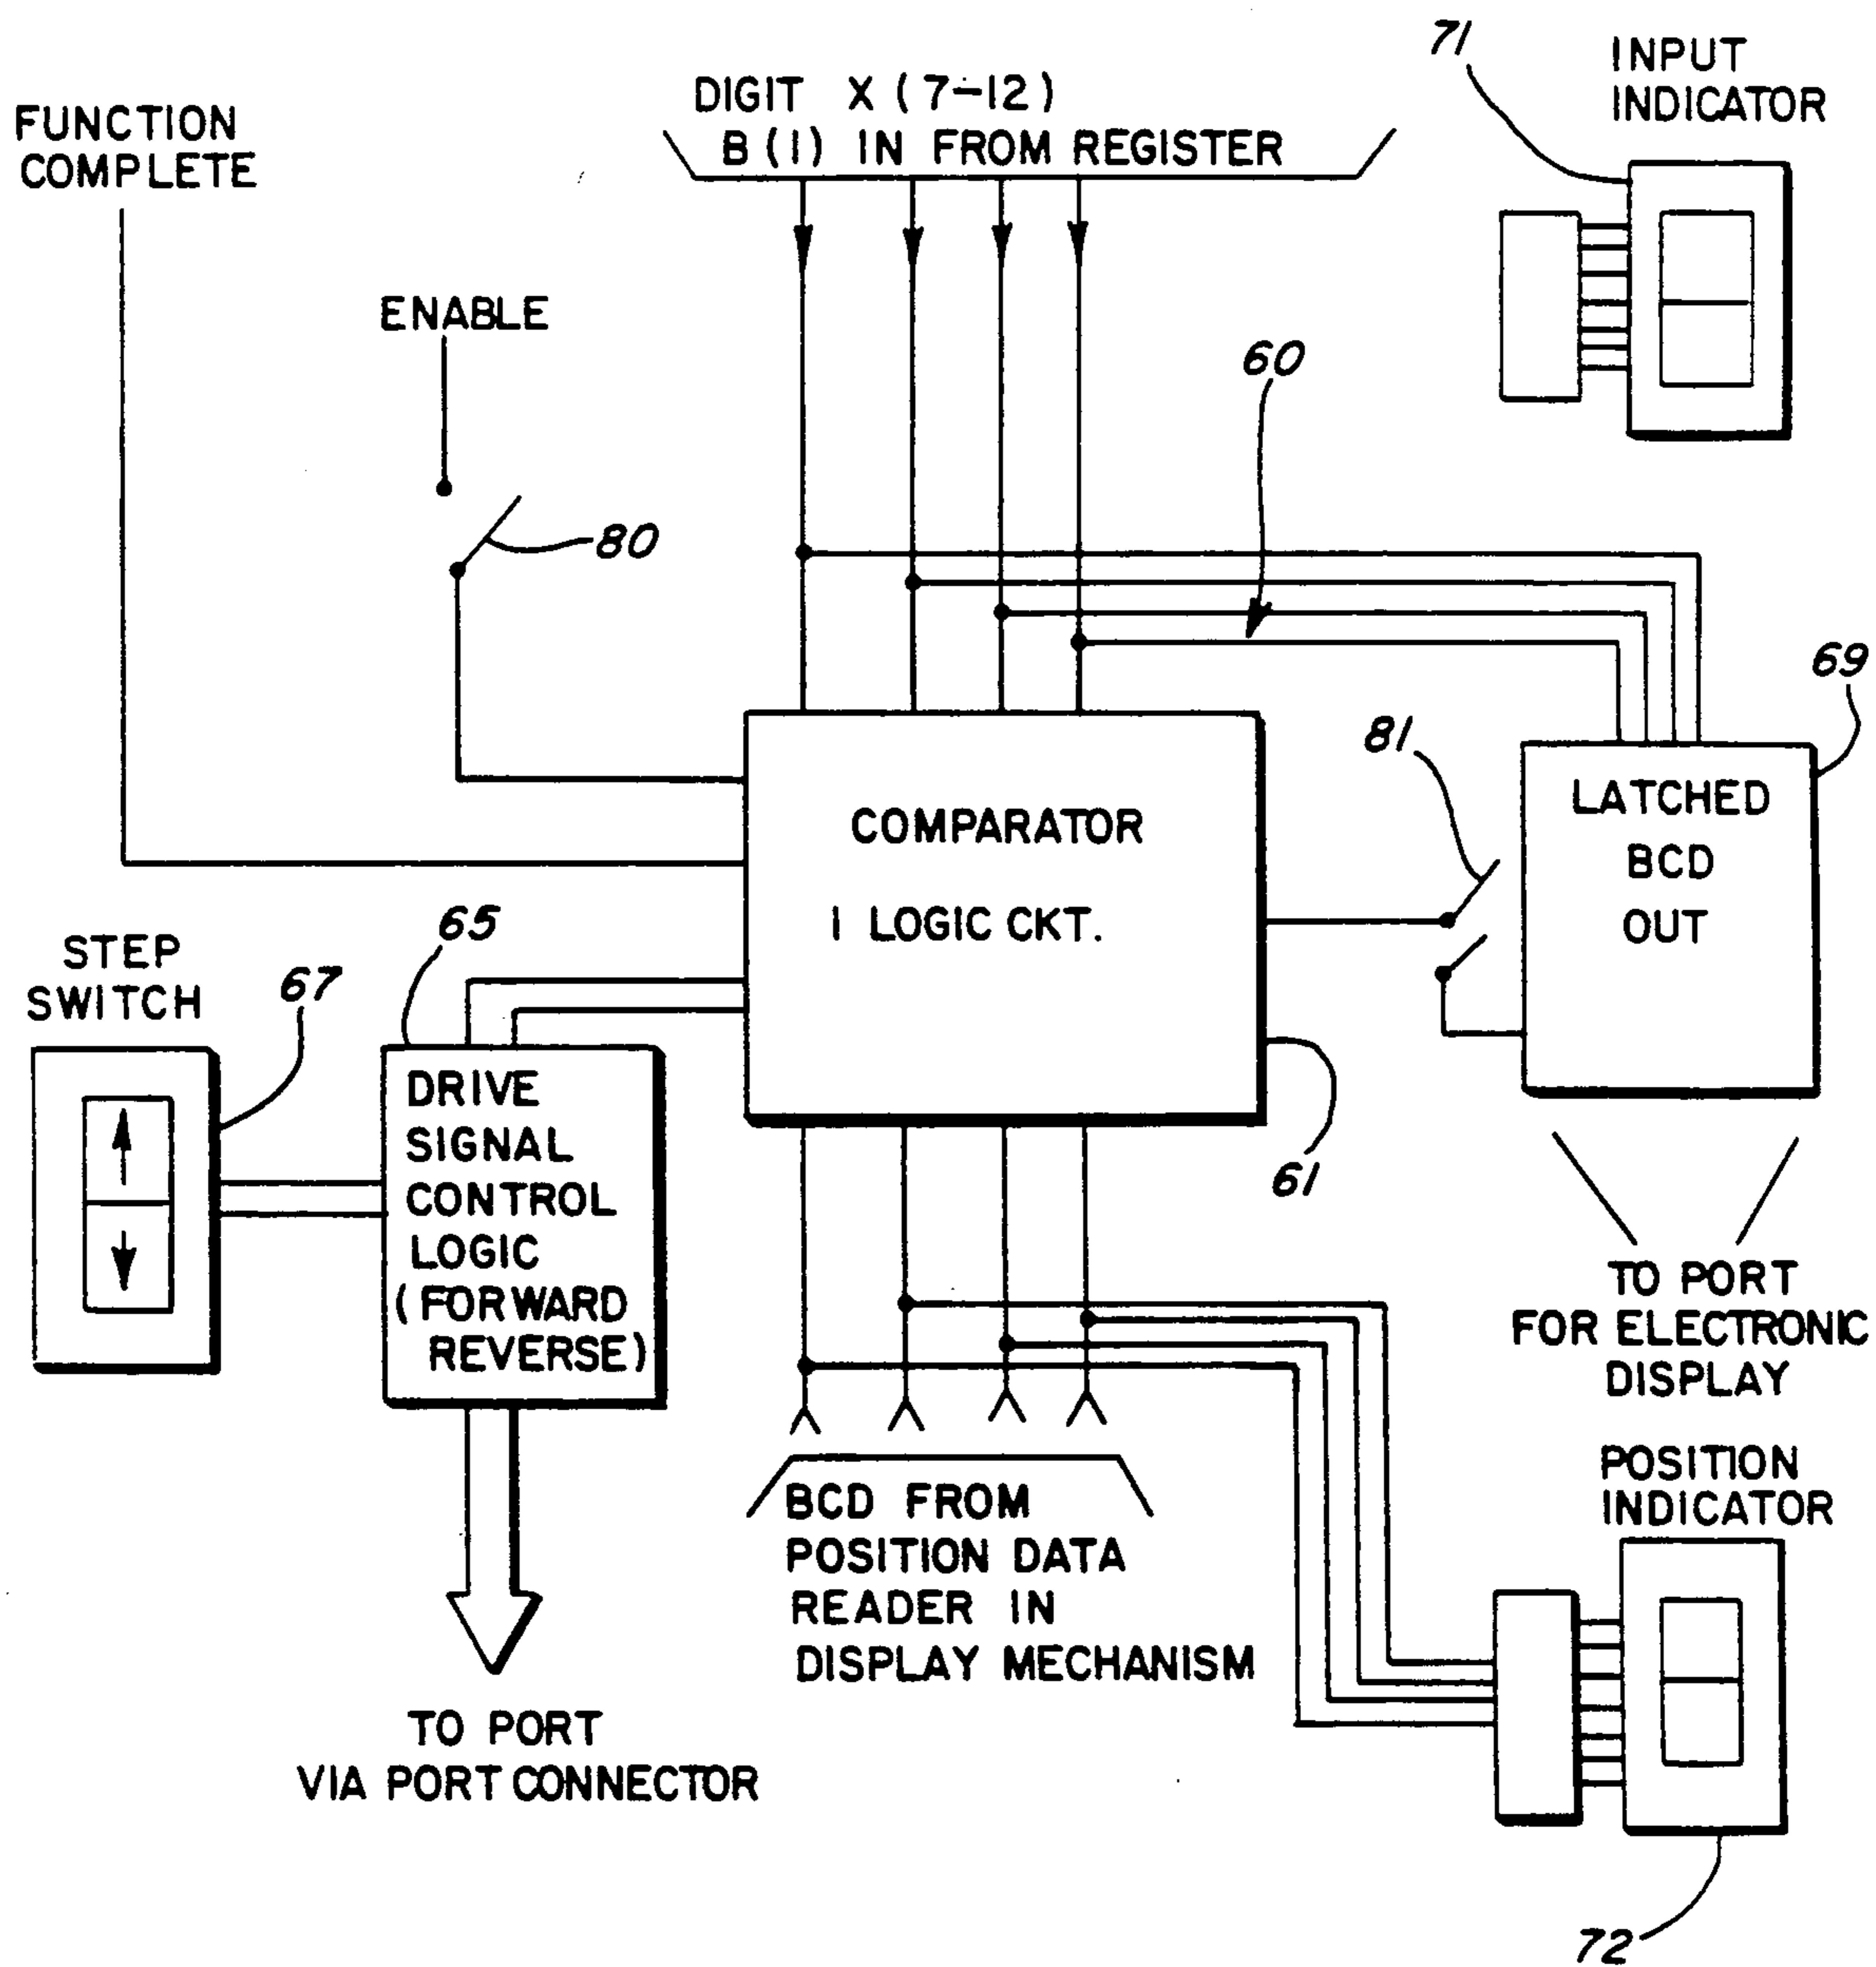 71
INPUT
INDICATOR
DIGIT X (7-12)
B (1) IN FROM REGISTER
FUNCTION
COMPLETE
ENABLE
60
80
69
81
COMPARATOR
1 LOGIC CKT.
LATCHED
BCD
OUT
STEP
SWITCH
67
65
DRIVE
SIGNAL
CONTROL
LOGIC
(FORWARD
REVERSE)
61
TO PORT
FOR ELECTRONIC
DISPLAY
BCD FROM
POSITION DATA
READER IN
DISPLAY MECHANISM
POSITION
INDICATOR
TO PORT
VIA PORT CONNECTOR
72